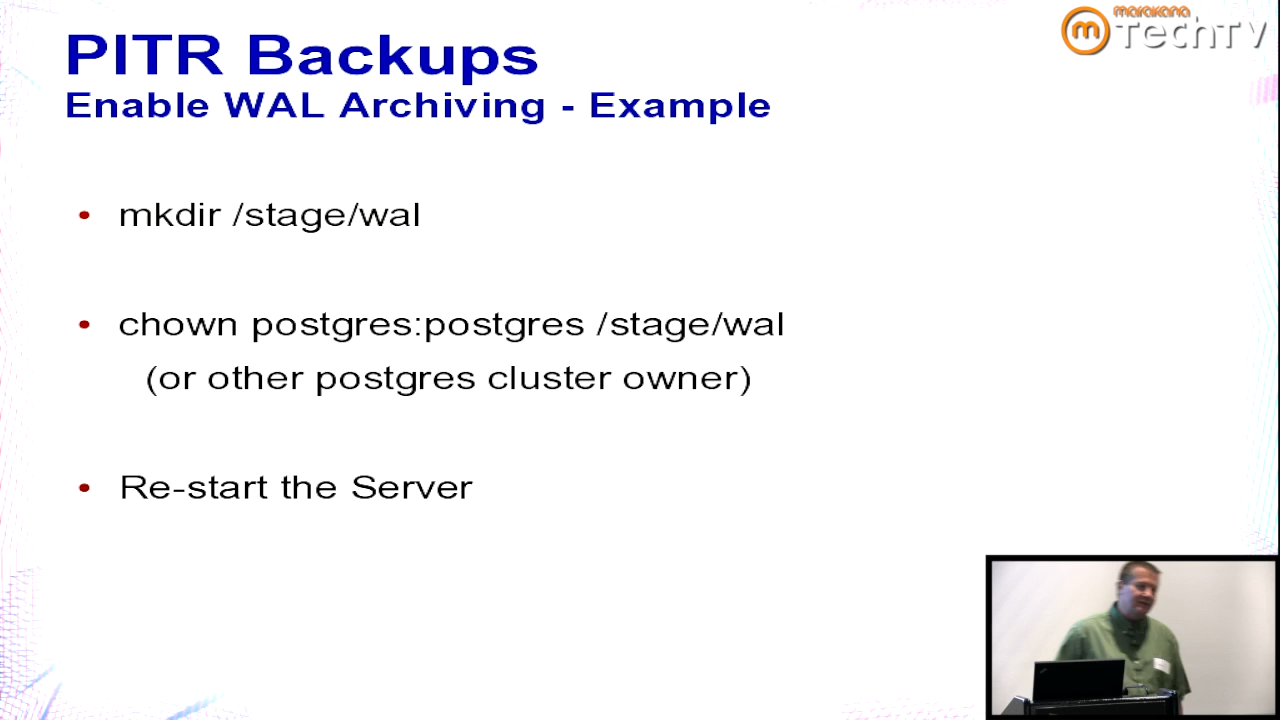 marakana
TechTV
PITR Backups
Enable WAL Archiving - Example
• mkdir /stage/wal
• chown postgres:postgres /stage/wal
(or other postgres cluster owner)
• Re-start the Server